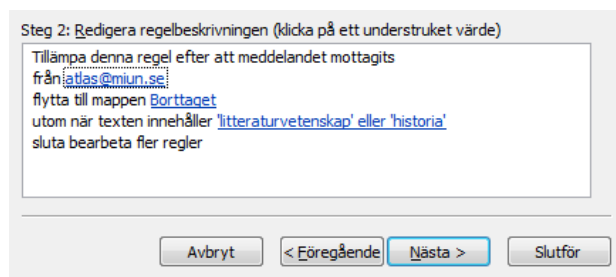 Steg 2: Redigera regelbeskrivningen (klicka på ett understruket värde)
Tillämpa denna regel efter att meddelandet mottagits
från atlas@miun.se
flytta till mappen Borttaget
utom när texten innehåller 'litteraturvetenskap' eller 'historia'
sluta bearbeta fler regler
Avbryt < Föregående Nästa > Slutför